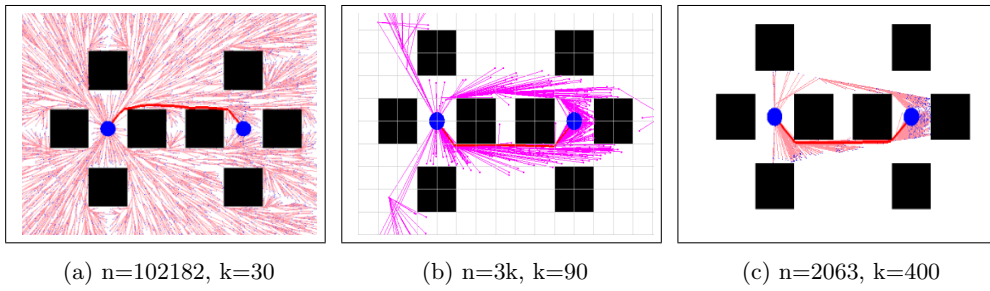 (a) n=102182, k=30
(b) n=3k, k=90
(c) n=2063, k=400